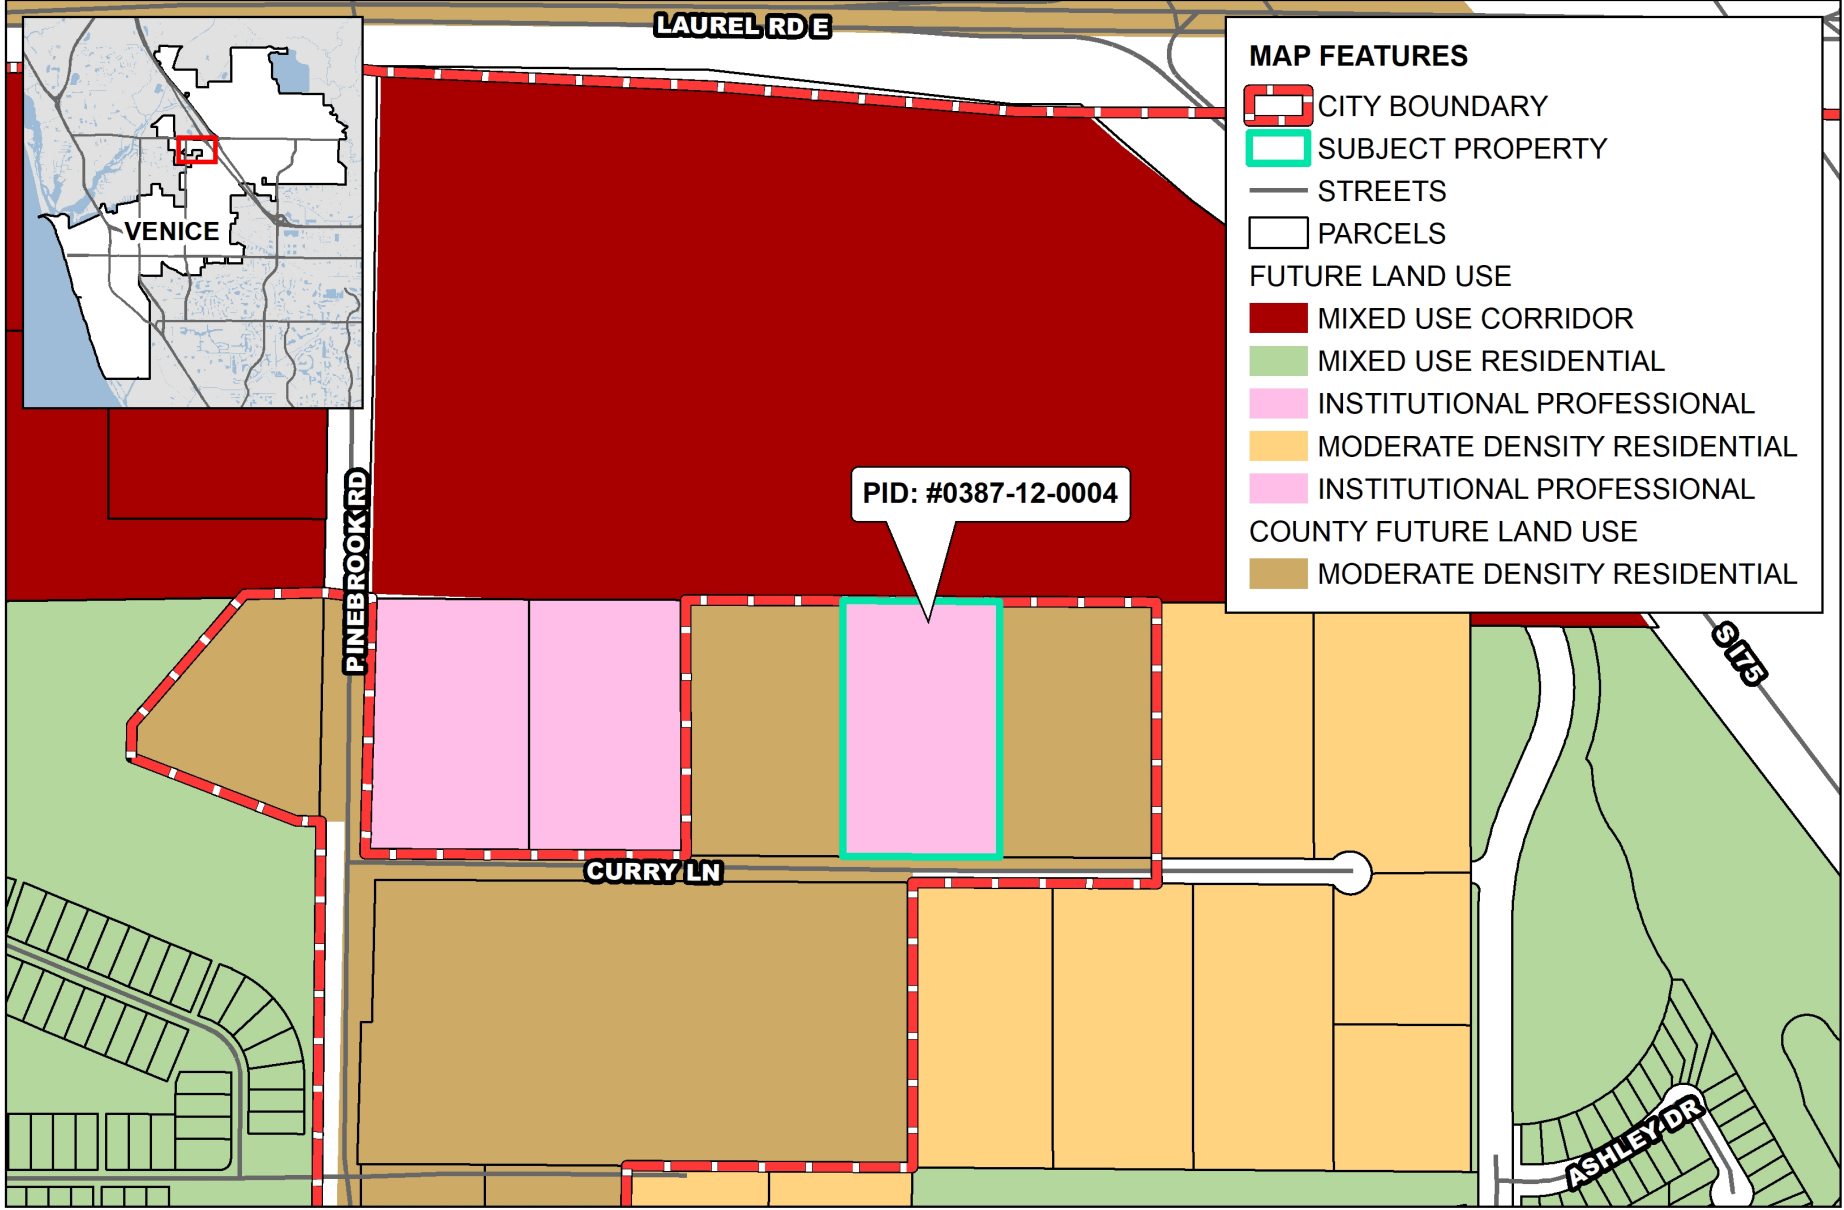 LAUREL RD E
VENICE
MAP FEATURES
CITY BOUNDARY
SUBJECT PROPERTY
STREETS
PARCELS
FUTURE LAND USE
MIXED USE CORRIDOR
MIXED USE RESIDENTIAL
INSTITUTIONAL PROFESSIONAL
MODERATE DENSITY RESIDENTIAL
INSTITUTIONAL PROFESSIONAL
COUNTY FUTURE LAND USE
MODERATE DENSITY RESIDENTIAL
PID: #0387-12-0004
PINEBROOK RD
S I75
CURRY LN
ASHLEY DR